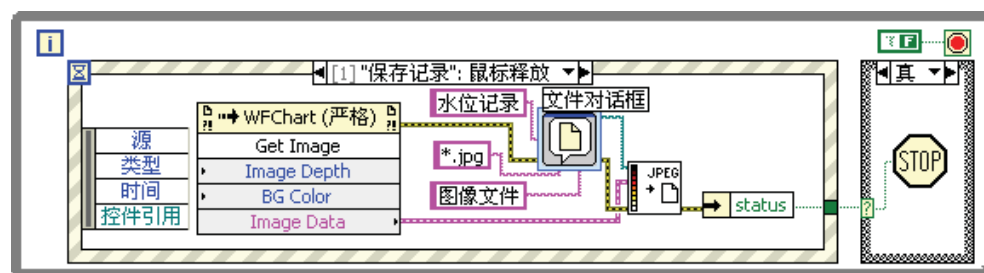 i
[1]"保存记录": 鼠标释放
F
真
水位记录
文件对话框
WFChart (严格)
Get Image
Image Depth
BG Color
Image Data
源
类型
时间
控件引用
*.jpg
图像文件
JPEG
status
?
STOP